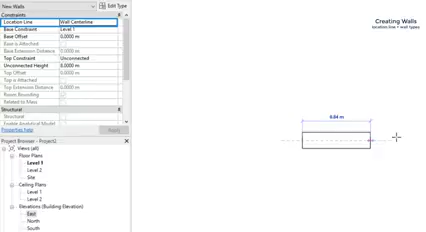 New Walls
Edit Type
Constraints
Location Line Wall Centerline
Base Constraint Level 1
Base Offset 0.0000 m
Base is Attached
Base Extension Distance 0.0000 m
Top Constraint Unconnected
Unconnected Height 8.0000 m
Top Offset 0.0000 m
Top is Attached
Top Extension Distance 0.0000 m
Room Bounding
Related to Mass
Structural
Structural
Enable Analytical Model
Properties help
Apply
Project Browser - Project2
Views (all)
Floor Plans
Level 1
Level 2
Site
Ceiling Plans
Level 1
Level 2
Elevations (Building Elevation)
East
North
South
Creating Walls
location line + wall types
6.84 m